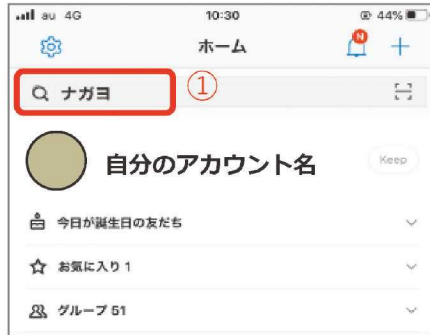 au 4G 10:30 44%
ホーム N
ナガヨ ①
自分のアカウント名 Keep
今日が誕生日の友だち
お気に入り 1
グループ 51